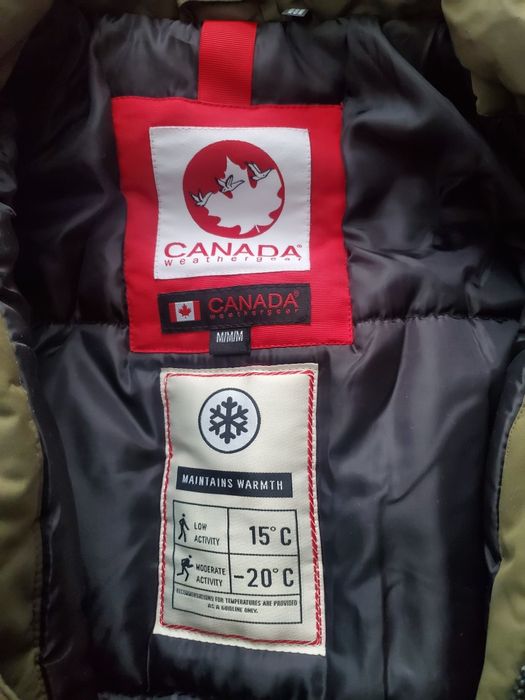 CANADA®
Weathergear
CANADA®
weathergear
M/M/M
MAINTAINS WARMTH
LOW
ACTIVITY
15°C
MODERATE
ACTIVITY
-20°C
RECOMMENDATIONS FOR TEMPERATURES ARE PROVIDED
AS A GUIDLINE ONLY.